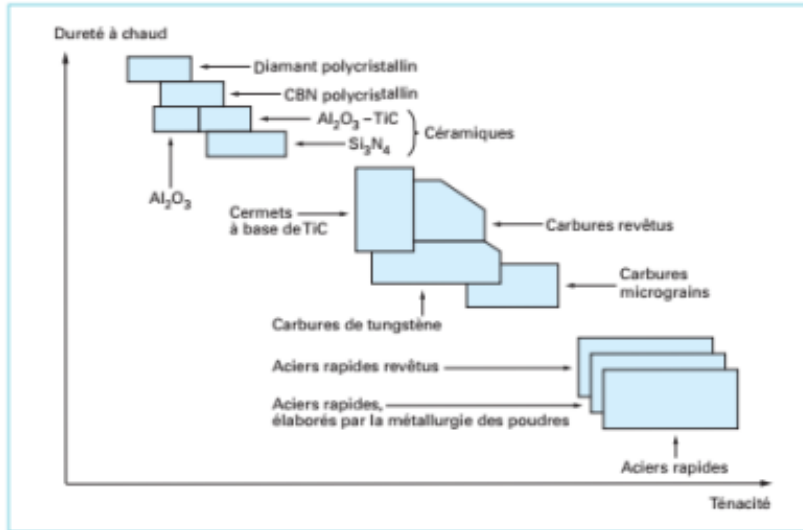 Dureté à chaud
Diamant polycristallin
CBN polycristallin
Al₂O₃ – TiC
Céramiques
Si₃N₄
Al₂O₃
Cermets
à base de TiC
Carbures revêtus
Carbures
micrograins
Carbures de tungstène
Aciers rapides revêtus
Aciers rapides,
élaborés par la métallurgie des poudres
Aciers rapides
Ténacité